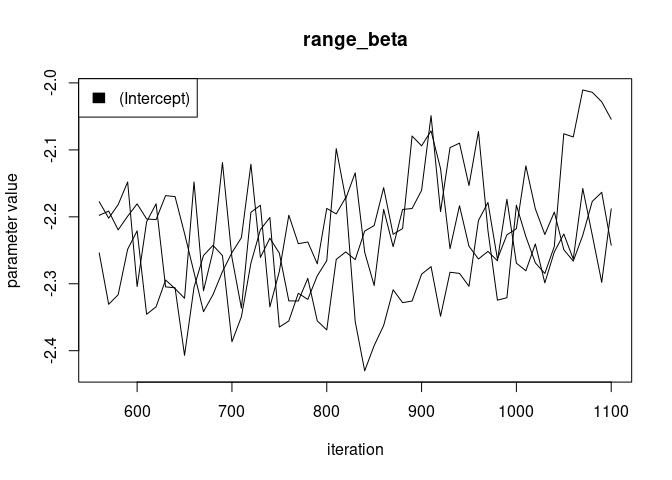 range_beta
(Intercept)
parameter value
-2.0
-2.1
-2.2
-2.3
-2.4
600 700 800 900 1000 1100
iteration